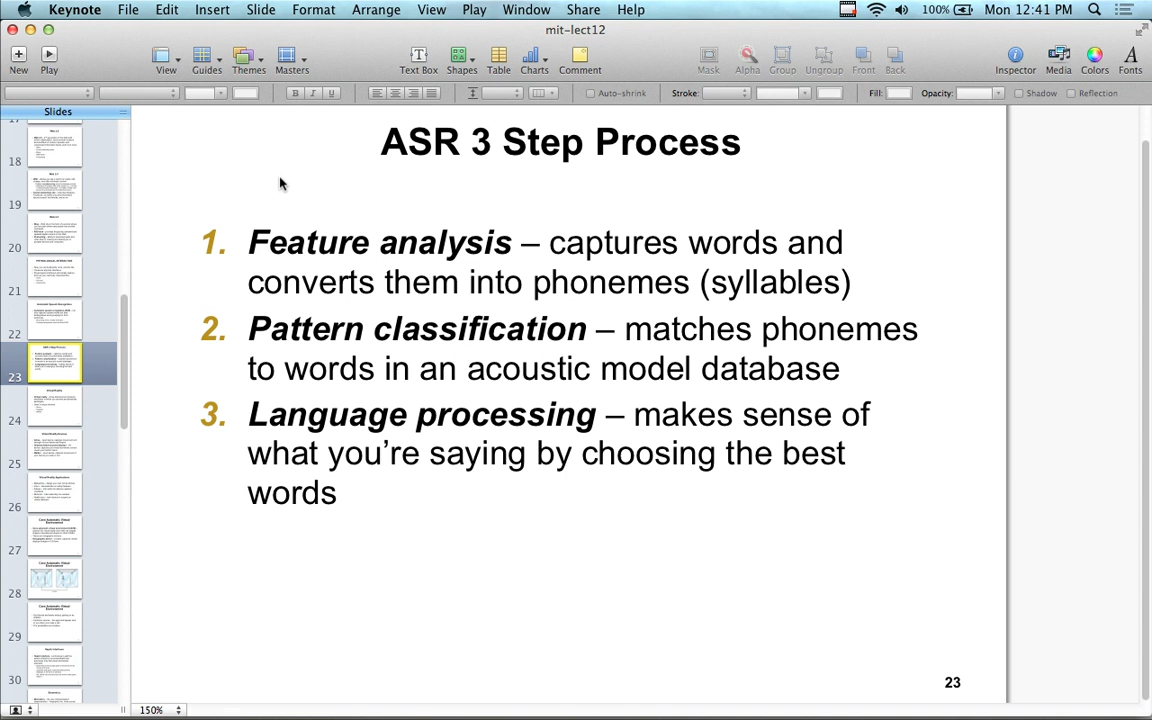 Keynote File Edit Insert Slide Format Arrange View Play Window Share Help 100% Mon 12:41 PM
mit-lect12
New Play View Guides Themes Masters Text Box Shapes Table Charts Comment Mask Alpha Group Ungroup Front Back Inspector Media Colors Fonts
B I U Auto-shrink Stroke: Fill: Opacity: Shadow Reflection
Slides
18
19
20
21
22
23
24
25
26
27
28
29
30
ASR 3 Step Process
1. Feature analysis – captures words and
converts them into phonemes (syllables)
2. Pattern classification – matches phonemes
to words in an acoustic model database
3. Language processing – makes sense of
what you’re saying by choosing the best
words
23
150%